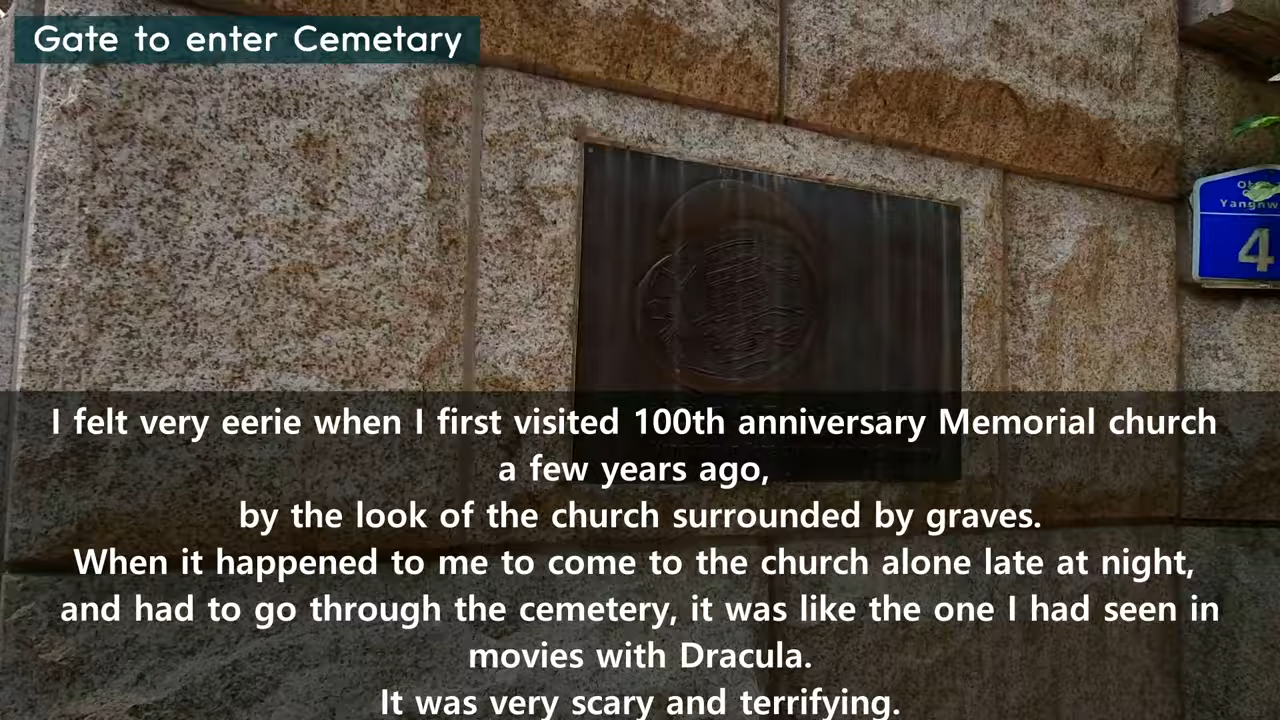 Gate to enter Cemetary
4
I felt very eerie when I first visited 100th anniversary Memorial church
a few years ago,
by the look of the church surrounded by graves.
When it happened to me to come to the church alone late at night,
and had to go through the cemetery, it was like the one I had seen in
movies with Dracula.
It was very scary and terrifying.